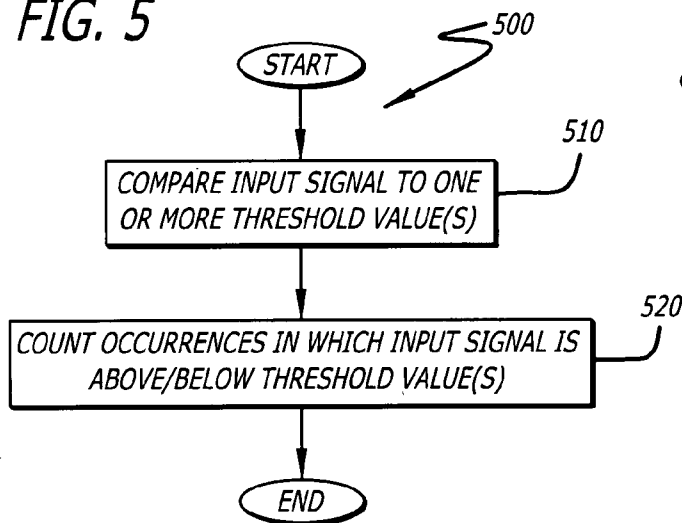 FIG. 5
500
START
510
COMPARE INPUT SIGNAL TO ONE
OR MORE THRESHOLD VALUE(S)
520
COUNT OCCURRENCES IN WHICH INPUT SIGNAL IS
ABOVE/BELOW THRESHOLD VALUE(S)
END